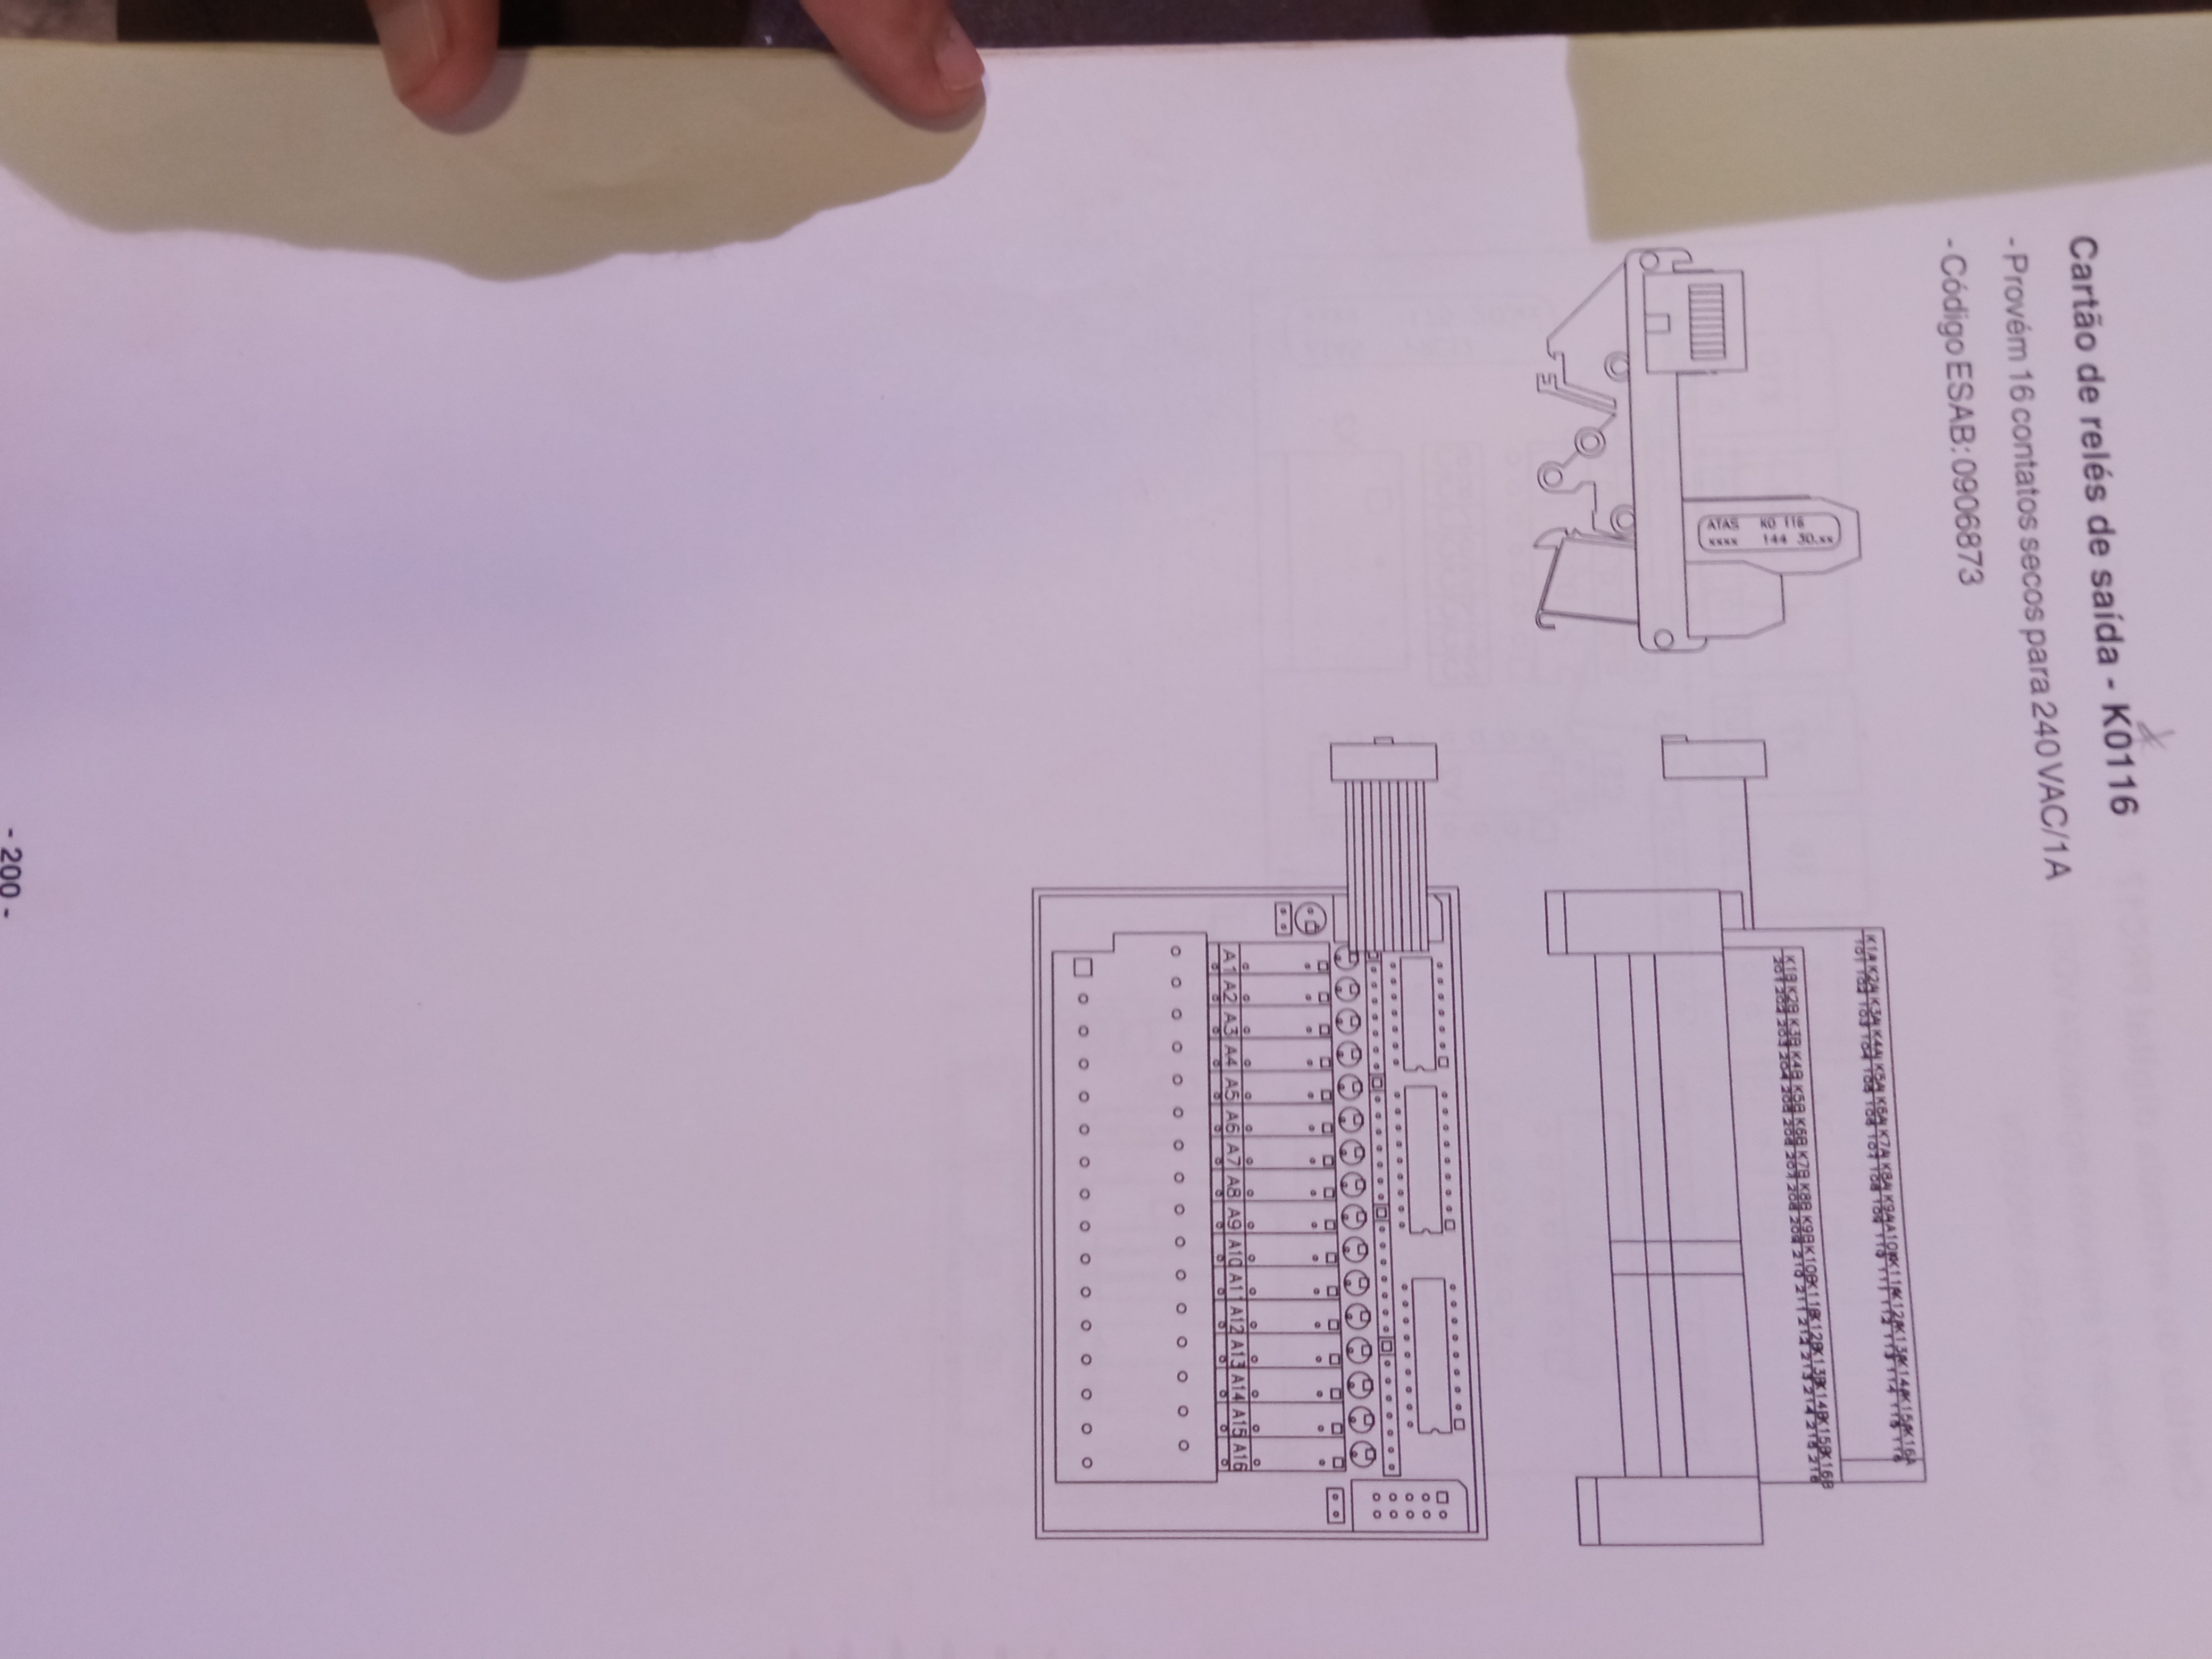 Cartão de relés de saída - K0116
- Provém 16 contatos secos para 240 VAC/1A
- Código ESAB: 0906873
K1A K2A K3A K4A K5A K6A K7A K8A K9A A10K K11A K12A K13A K14A K15A K16A
101 102 103 104 105 106 107 108 109 110 111 112 113 114 115 116
K1B K2B K3B K4B K5B K6B K7B K8B K9B K10B K11B K12B K13B K14B K15B K16B
201 202 203 204 205 206 207 208 209 210 211 212 213 214 215 216
ATAS KO 116
xxxx 144 30.xx
A1 A2 A3 A4 A5 A6 A7 A8 A9 A10 A11 A12 A13 A14 A15 A16
- 200 -